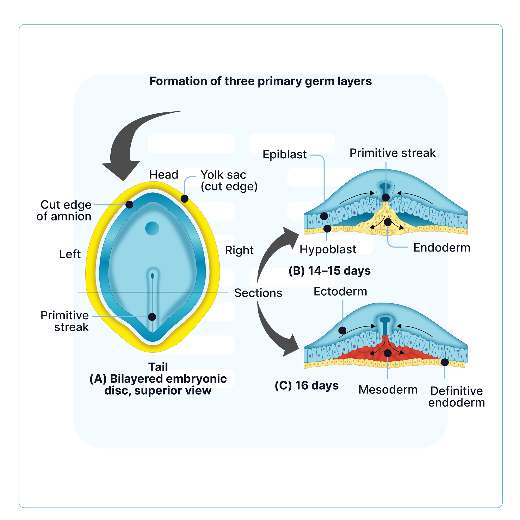 Formation of three primary germ layers
Head
Yolk sac
(cut edge)
Cut edge
of amnion
Left
Right
Primitive
streak
Sections
Tail
(A) Bilayered embryonic
disc, superior view
Epiblast
Primitive streak
Hypoblast
Endoderm
(B) 14–15 days
Ectoderm
(C) 16 days
Mesoderm
Definitive
endoderm